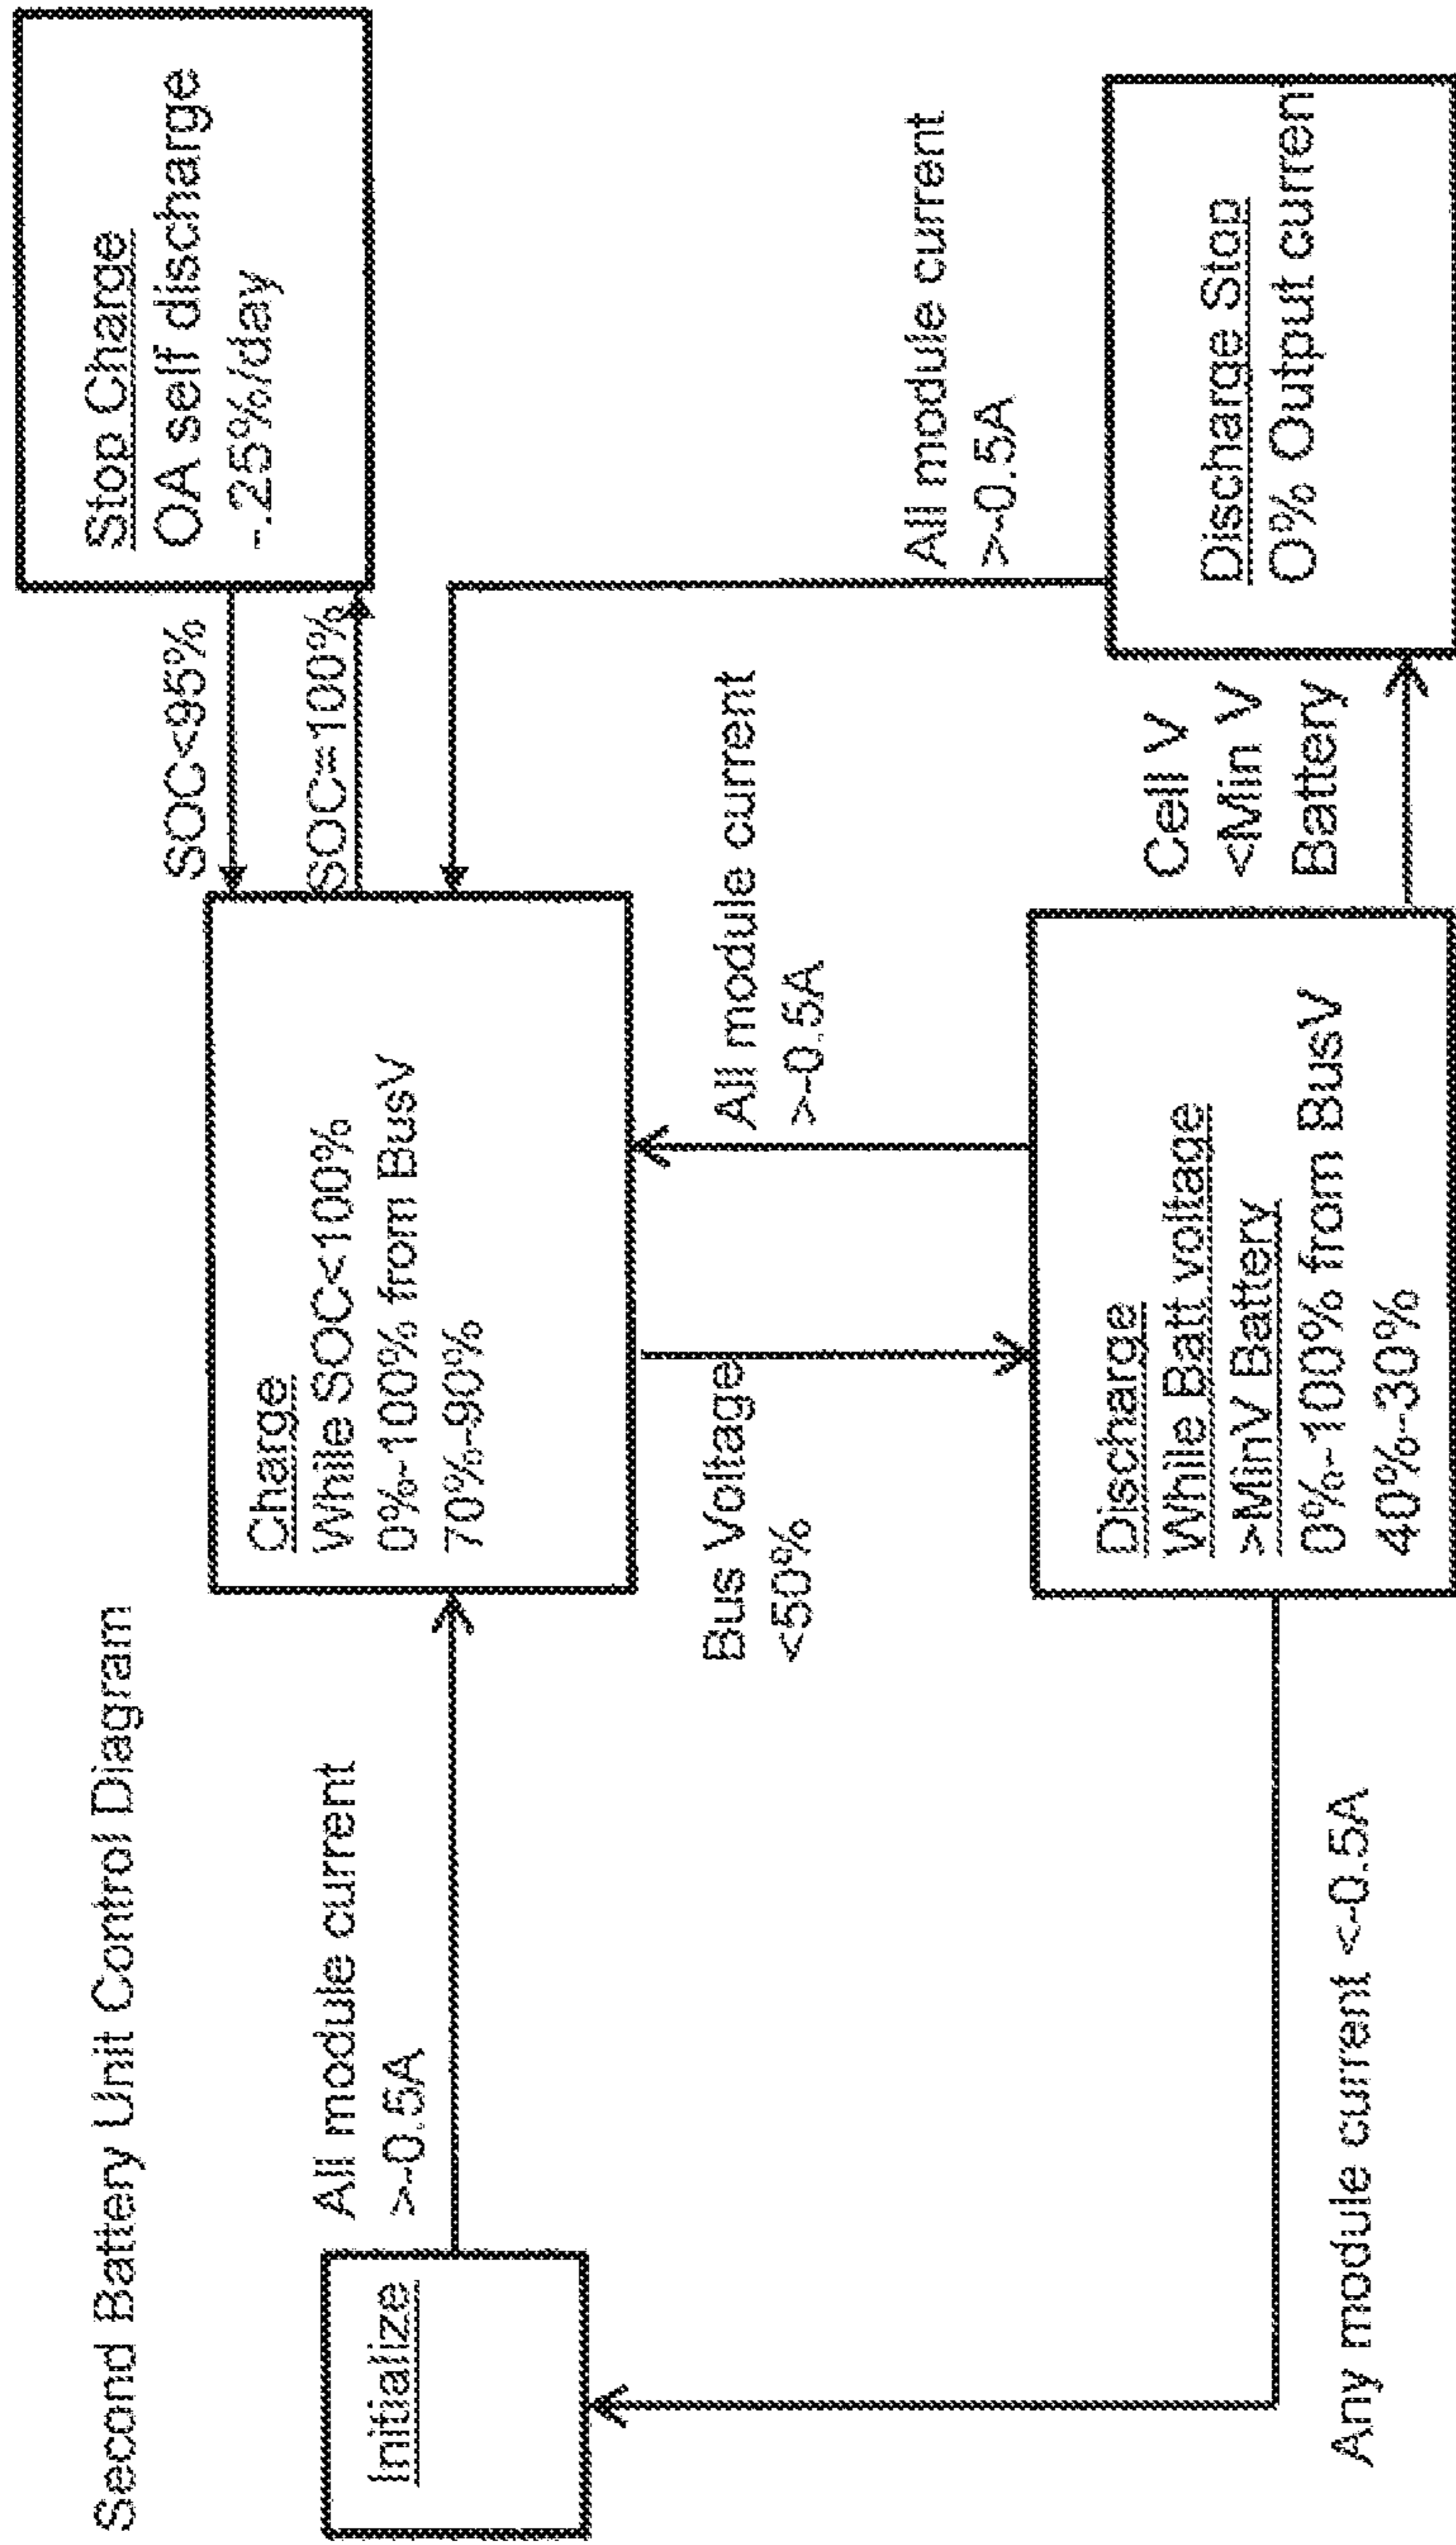 Second Battery Unit Control Diagram
Initialize
All module current
>-0.5A
Charge
While SOC<100%
0%-100% from BusV
70%-90%
SOC<95%
SOC=100%
Stop Charge
OA self discharge
-.25%/day
Bus Voltage
<50%
All module current
>-0.5A
All module current
>-0.5A
Discharge
While Batt voltage
>MinV Battery
0%-100% from BusV
40%-30%
Cell V
<Min V
Battery
Discharge Stop
0% Output curren
Any module current <-0.5A